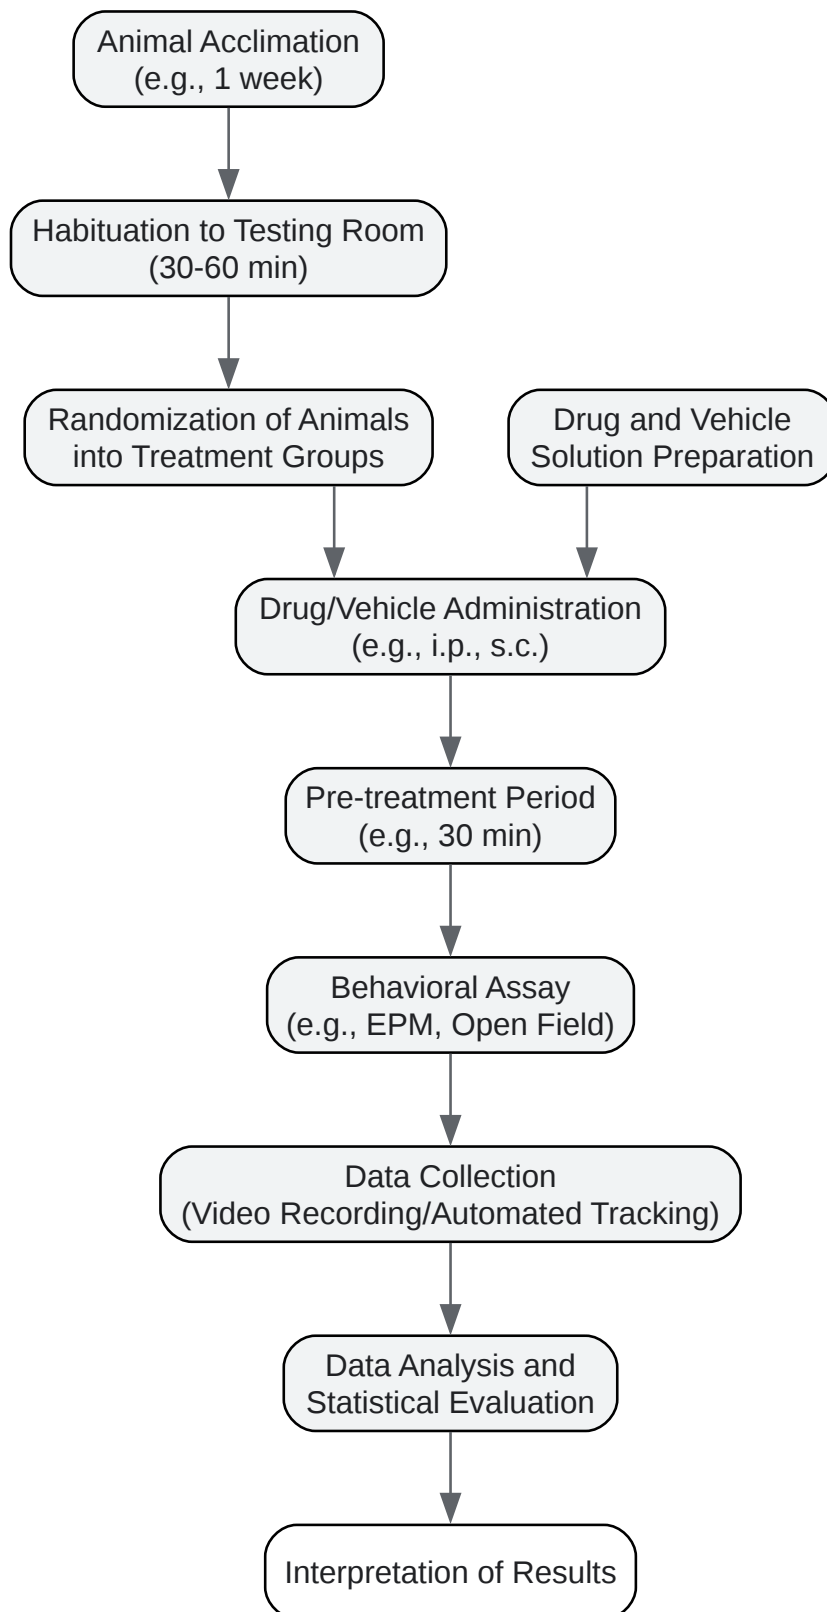 Animal Acclimation
(e.g., 1 week)
Habituation to Testing Room
(30-60 min)
Randomization of Animals
into Treatment Groups
Drug and Vehicle
Solution Preparation
Drug/Vehicle Administration
(e.g., i.p., s.c.)
Pre-treatment Period
(e.g., 30 min)
Behavioral Assay
(e.g., EPM, Open Field)
Data Collection
(Video Recording/Automated Tracking)
Data Analysis and
Statistical Evaluation
Interpretation of Results